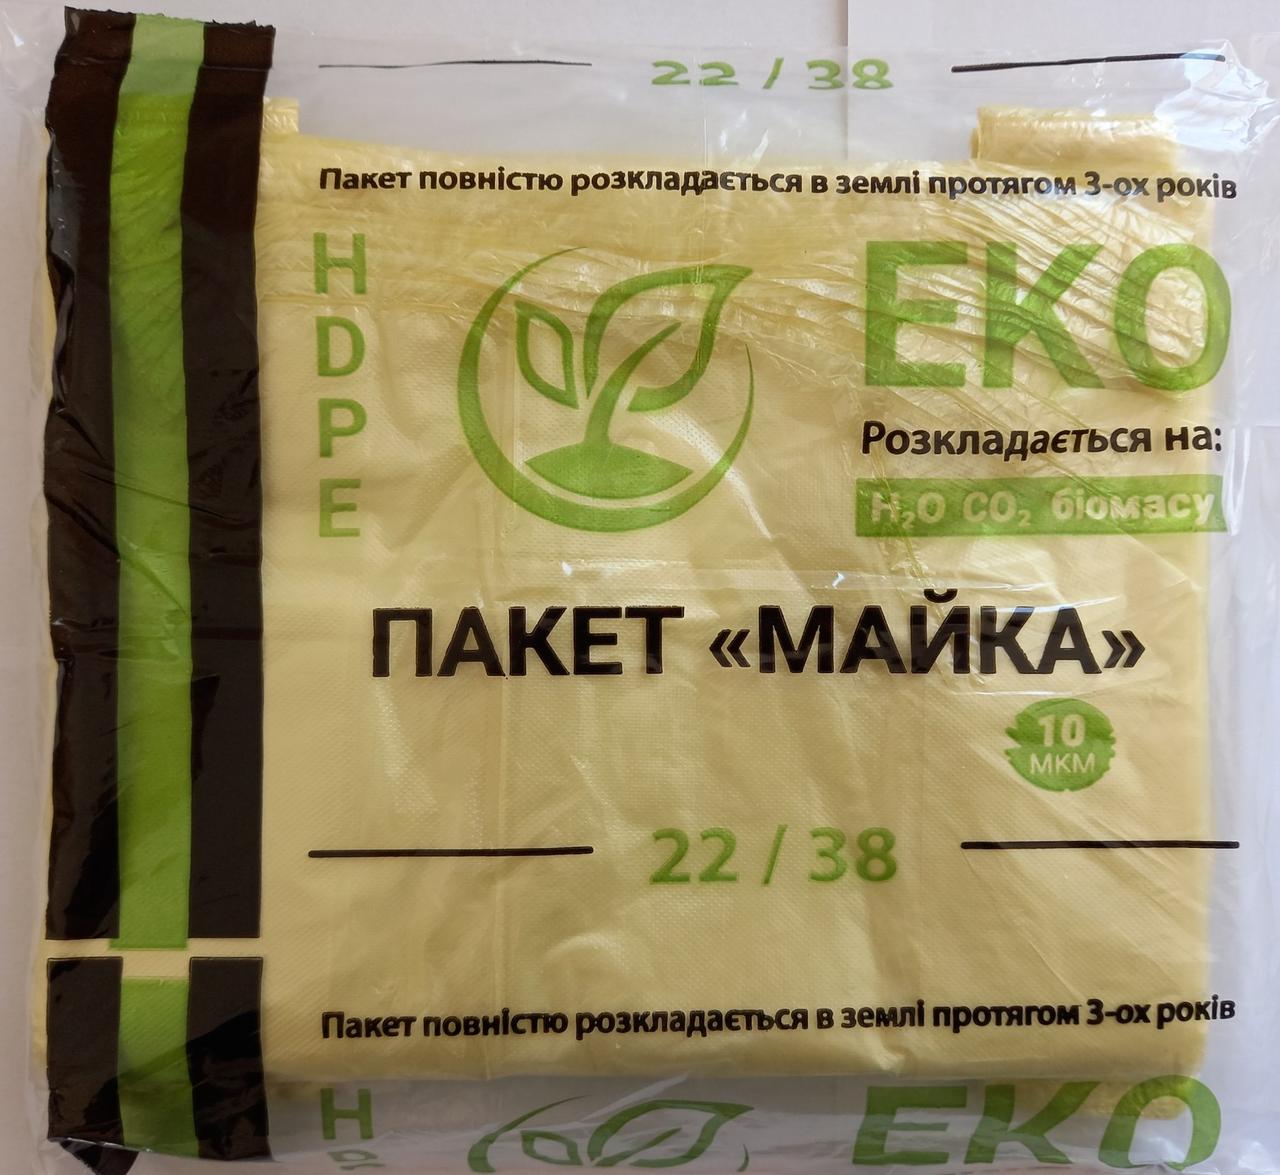 22 / 38
Пакет повністю розкладається в землі протягом 3-ох років
HDPE
ЕКО
Розкладається на:
H₂O CO₂ біомасу
ПАКЕТ «МАЙКА»
10
МКМ
22 / 38
Пакет повністю розкладається в землі протягом 3-ох років
HD
ЕКО